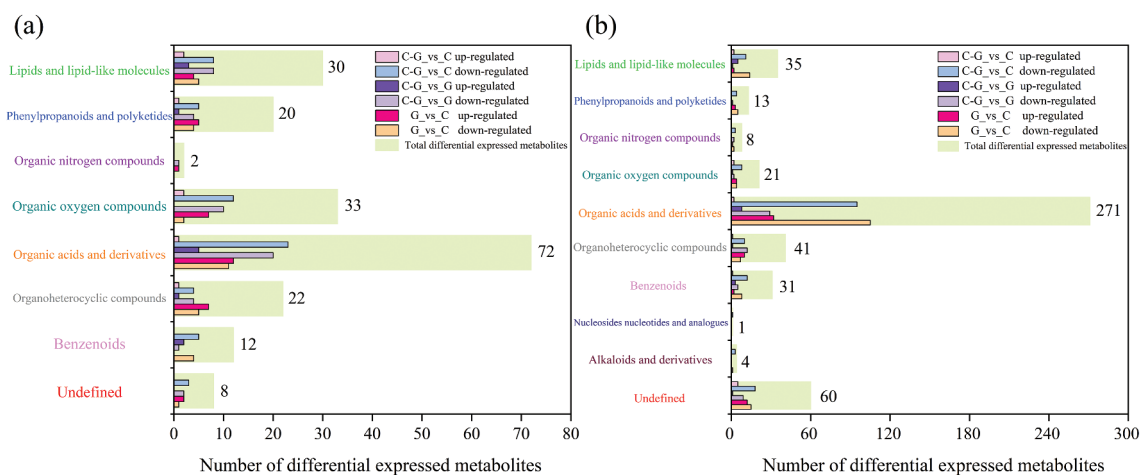 (a)
Lipids and lipid-like molecules
Phenylpropanoids and polyketides
Organic nitrogen compounds
Organic oxygen compounds
Organic acids and derivatives
Organoheterocyclic compounds
Benzenoids
Undefined
30
20
2
33
72
22
12
8
C-G_vs_C up-regulated
C-G_vs_C down-regulated
C-G_vs_G up-regulated
C-G_vs_G down-regulated
G_vs_C up-regulated
G_vs_C down-regulated
Total differential expressed metabolites
0 10 20 30 40 50 60 70 80
Number of differential expressed metabolites
(b)
Lipids and lipid-like molecules
Phenylpropanoids and polyketides
Organic nitrogen compounds
Organic oxygen compounds
Organic acids and derivatives
Organoheterocyclic compounds
Benzenoids
Nucleosides nucleotides and analogues
Alkaloids and derivatives
Undefined
35
13
8
21
271
41
31
1
4
60
C-G_vs_C up-regulated
C-G_vs_C down-regulated
C-G_vs_G up-regulated
C-G_vs_G down-regulated
G_vs_C up-regulated
G_vs_C down-regulated
Total differential expressed metabolites
0 60 120 180 240 300
Number of differential expressed metabolites